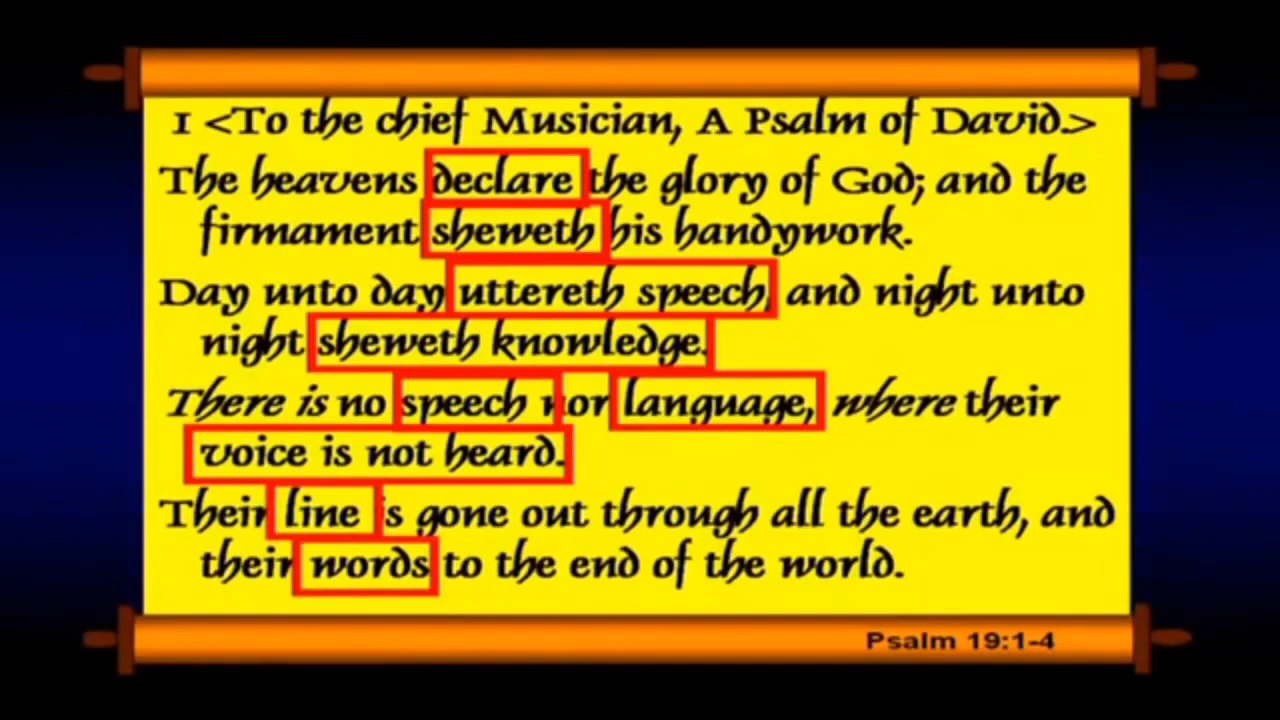 1 <To the chief Musician, A Psalm of David.>
The heavens declare the glory of God; and the
firmament sheweth his handywork.
Day unto day uttereth speech, and night unto
night sheweth knowledge.
There is no speech nor language, where their
voice is not heard.
Their line is gone out through all the earth, and
their words to the end of the world.
Psalm 19:1-4